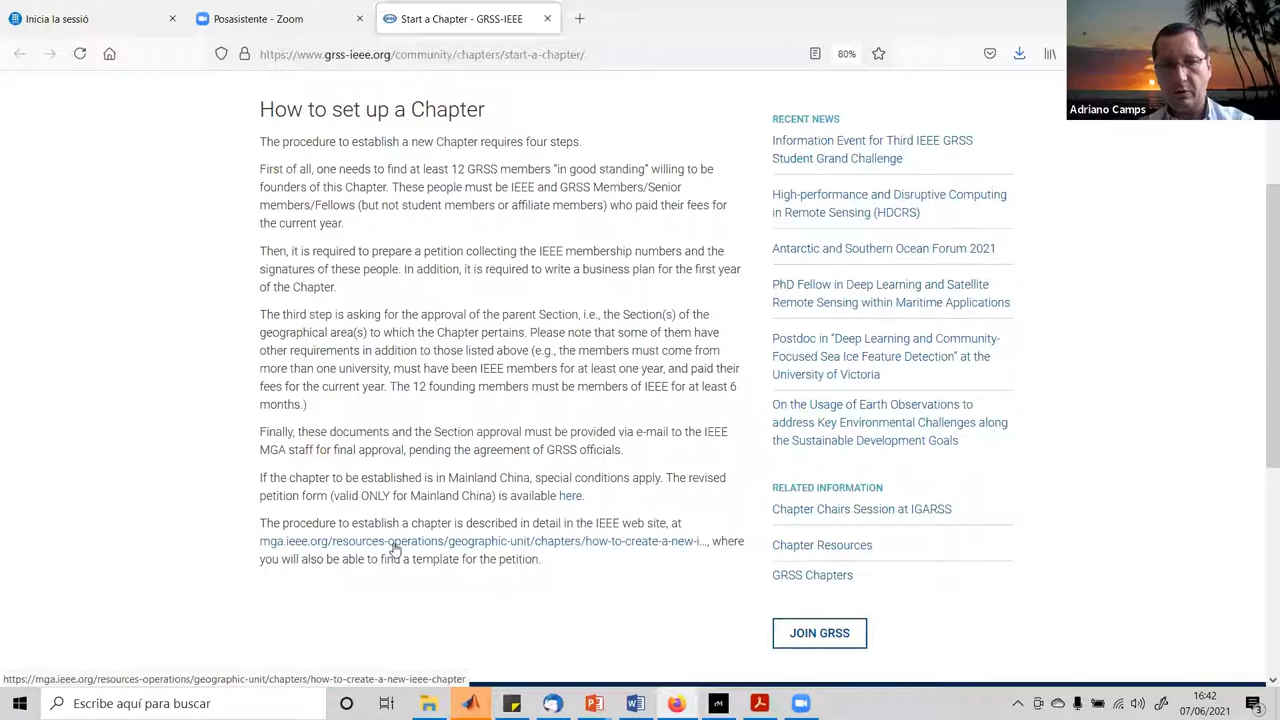 Inicia la sessió
Posasistente - Zoom
Start a Chapter - GRSS-IEEE
https://www.grss-ieee.org/community/chapters/start-a-chapter/
80%
Adriano Camps
How to set up a Chapter
The procedure to establish a new Chapter requires four steps.
First of all, one needs to find at least 12 GRSS members “in good standing” willing to be
founders of this Chapter. These people must be IEEE and GRSS Members/Senior
members/Fellows (but not student members or affiliate members) who paid their fees for
the current year.
Then, it is required to prepare a petition collecting the IEEE membership numbers and the
signatures of these people. In addition, it is required to write a business plan for the first year
of the Chapter.
The third step is asking for the approval of the parent Section, i.e., the Section(s) of the
geographical area(s) to which the Chapter pertains. Please note that some of them have
other requirements in addition to those listed above (e.g., the members must come from
more than one university, must have been IEEE members for at least one year, and paid their
fees for the current year. The 12 founding members must be members of IEEE for at least 6
months.)
Finally, these documents and the Section approval must be provided via e-mail to the IEEE
MGA staff for final approval, pending the agreement of GRSS officials.
If the chapter to be established is in Mainland China, special conditions apply. The revised
petition form (valid ONLY for Mainland China) is available here.
The procedure to establish a chapter is described in detail in the IEEE web site, at
mga.ieee.org/resources-operations/geographic-unit/chapters/how-to-create-a-new-i..., where
you will also be able to find a template for the petition.
RECENT NEWS
Information Event for Third IEEE GRSS
Student Grand Challenge
High-performance and Disruptive Computing
in Remote Sensing (HDCRS)
Antarctic and Southern Ocean Forum 2021
PhD Fellow in Deep Learning and Satellite
Remote Sensing within Maritime Applications
Postdoc in “Deep Learning and Community-
Focused Sea Ice Feature Detection” at the
University of Victoria
On the Usage of Earth Observations to
address Key Environmental Challenges along
the Sustainable Development Goals
RELATED INFORMATION
Chapter Chairs Session at IGARSS
Chapter Resources
GRSS Chapters
JOIN GRSS
https://mga.ieee.org/resources-operations/geographic-unit/chapters/how-to-create-a-new-ieee-chapter
Escribe aquí para buscar
16:42
07/06/2021
3